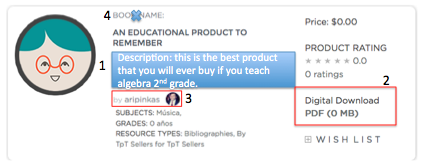 4 BOOK NAME:
AN EDUCATIONAL PRODUCT TO
REMEMBER
1
Description: this is the best product
that you will ever buy if you teach
algebra 2nd grade.
by aripinkas 3
SUBJECTS: Música,
GRADES: 0 años
RESOURCE TYPES: Bibliographies, By
TpT Sellers for TpT Sellers
Price: $0.00
PRODUCT RATING
0.0
0 ratings
2
Digital Download
PDF (0 MB)
WISH LIST